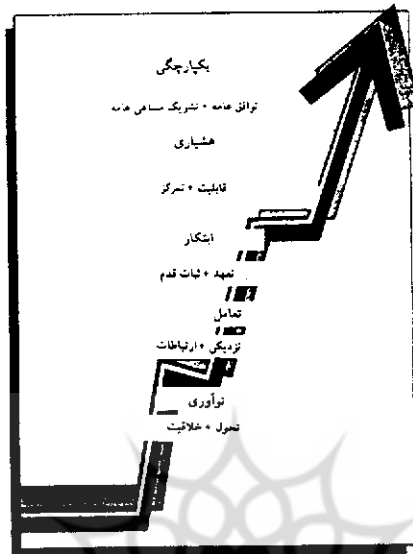 یکپارچگی
توافق عامه + تشریک مساعی عامه
هشیاری
قابلیت + تمرکز
ابتکار
تعهد + ثبات قدم
تعامل
نزدیکی + ارتباطات
نوآوری
تحول + خلاقیت